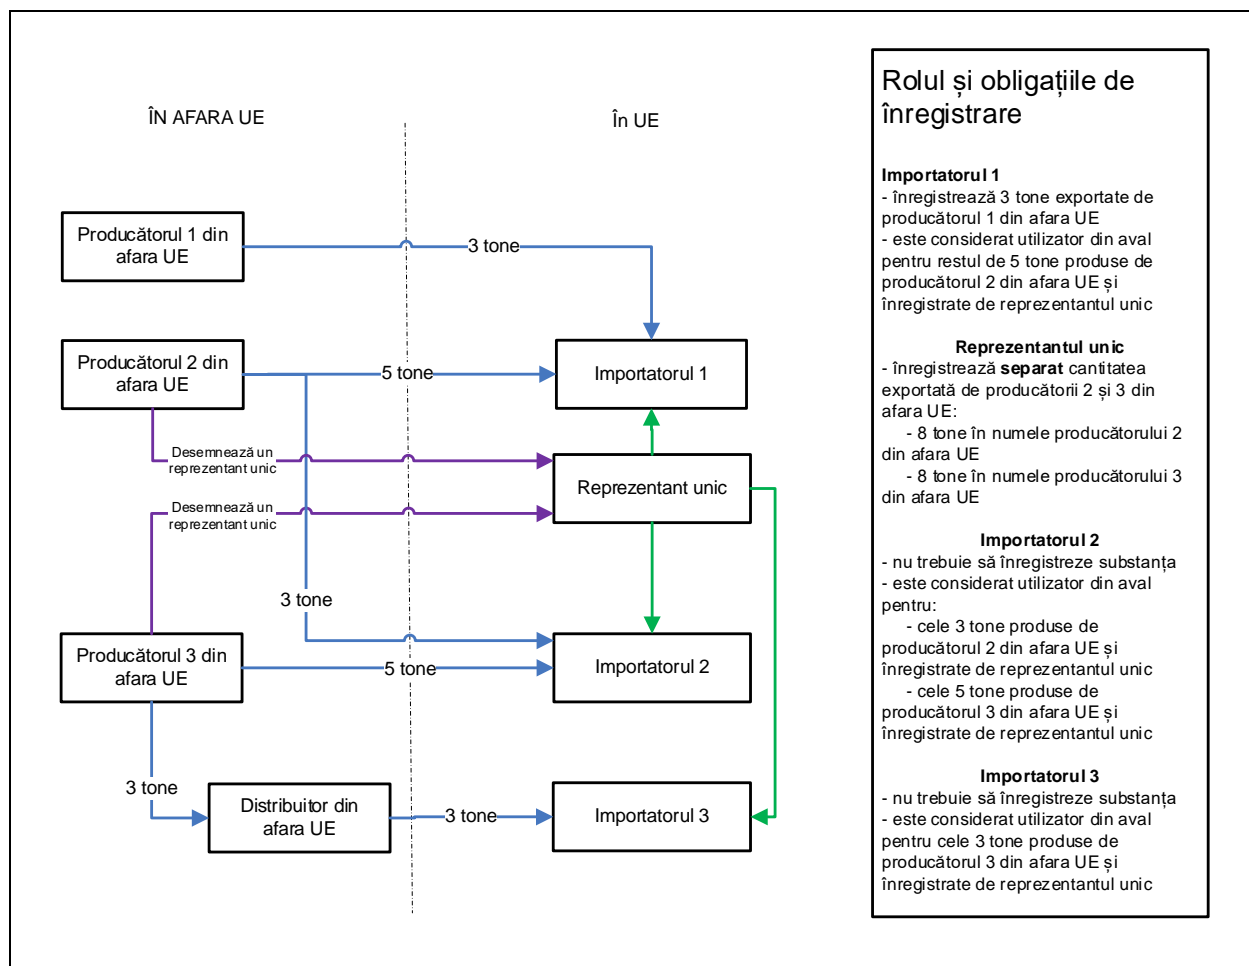 ÎN AFARA UE
În UE
Producătorul 1 din
afara UE
3 tone
Producătorul 2 din
afara UE
5 tone
Importatorul 1
Desemnează un
reprezentant unic
Reprezentant unic
Desemnează un
reprezentant unic
3 tone
Producătorul 3 din
afara UE
5 tone
Importatorul 2
3 tone
Distribuitor din
afara UE
3 tone
Importatorul 3
Rolul și obligațiile de
înregistrare
Importatorul 1
- înregistrează 3 tone exportate de
producătorul 1 din afara UE
- este considerat utilizator din aval
pentru restul de 5 tone produse de
producătorul 2 din afara UE și
înregistrate de reprezentantul unic
Reprezentantul unic
- înregistrează separat cantitatea
exportată de producătorii 2 și 3 din
afara UE:
- 8 tone în numele producătorului 2
din afara UE
- 8 tone în numele producătorului 3
din afara UE
Importatorul 2
- nu trebuie să înregistreze substanța
- este considerat utilizator din aval
pentru:
- cele 3 tone produse de
producătorul 2 din afara UE și
înregistrate de reprezentantul unic
- cele 5 tone produse de
producătorul 3 din afara UE și
înregistrate de reprezentantul unic
Importatorul 3
- nu trebuie să înregistreze substanța
- este considerat utilizator din aval
pentru cele 3 tone produse de
producătorul 3 din afara UE și
înregistrate de reprezentantul unic